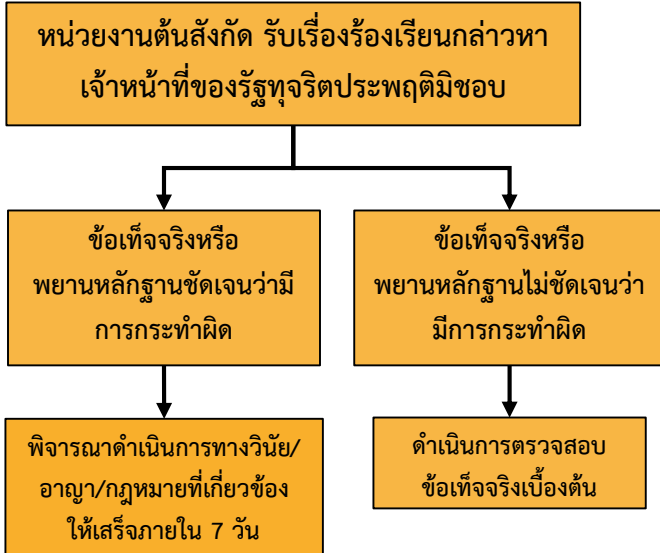 หน่วยงานต้นสังกัด รับเรื่องร้องเรียนกล่าวหา
เจ้าหน้าที่ของรัฐทุจริตประพฤติมิชอบ
ข้อเท็จจริงหรือ
พยานหลักฐานชัดเจนว่ามี
การกระทำผิด
ข้อเท็จจริงหรือ
พยานหลักฐานไม่ชัดเจนว่า
มีการกระทำผิด
พิจารณาดำเนินการทางวินัย/
อาญา/กฎหมายที่เกี่ยวข้อง
ให้เสร็จภายใน 7 วัน
ดำเนินการตรวจสอบ
ข้อเท็จจริงเบื้องต้น